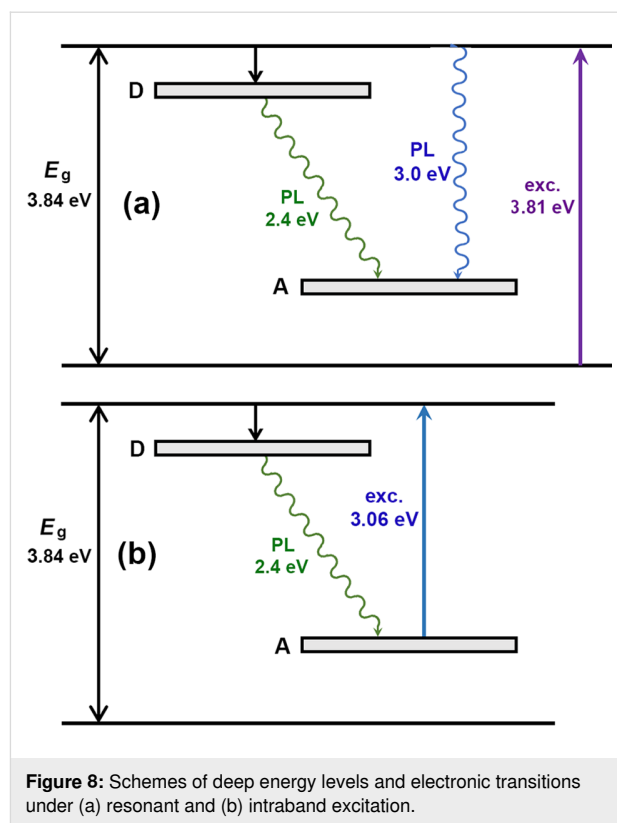 D
PL
3.0 eV
Eg
3.84 eV
(a)
exc.
3.81 eV
PL
2.4 eV
A
D
exc.
3.06 eV
Eg
3.84 eV
(b)
PL
2.4 eV
A
Figure 8: Schemes of deep energy levels and electronic transitions
under (a) resonant and (b) intraband excitation.